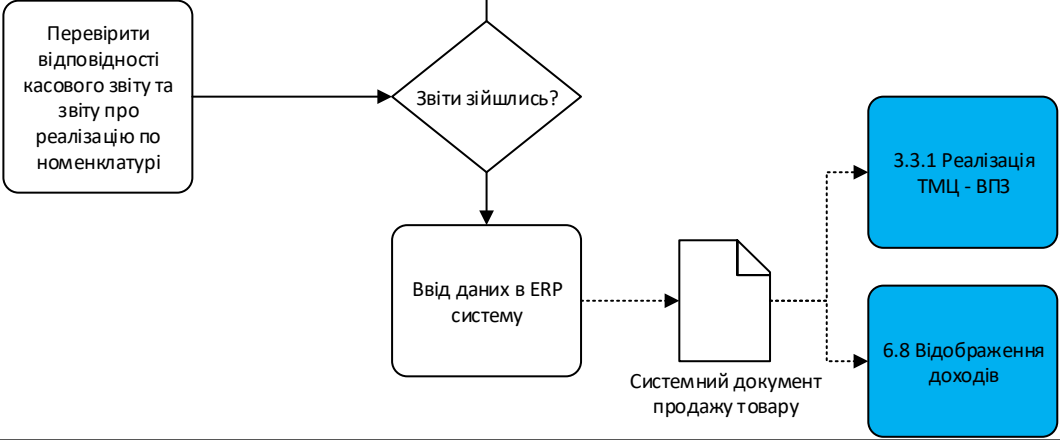 Перевірити
відповідності
касового звіту та
звіту про
реалізацію по
номенклатурі
Звіти зійшлись?
3.3.1 Реалізація
ТМЦ - ВПЗ
Ввід даних в ERP
систему
Системний документ
продажу товару
6.8 Відображення
доходів